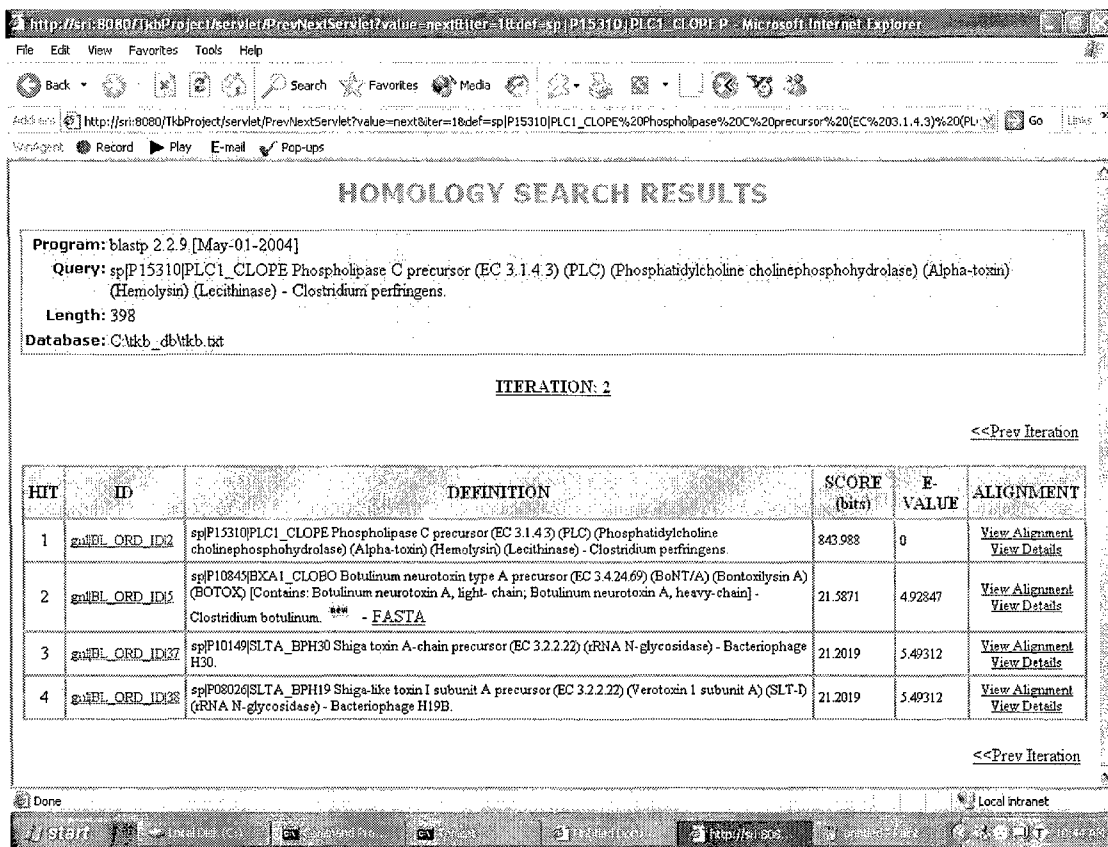 http://sri:8080/TkbProject/servlet/PrevNextServlet?value=next&iter=1&def=sp|P15310|PLC1_CLOPE P - Microsoft Internet Explorer
File Edit View Favorites Tools Help
Back Search Favorites Media
Address http://sri:8080/TkbProject/servlet/PrevNextServlet?value=next&iter=1&def=sp|P15310|PLC1_CLOPE%20Phospholipase%20C%20precursor%20(EC%203.1.4.3)%20(PL Go Links »
Record Play E-mail Pop-ups
HOMOLOGY SEARCH RESULTS
Program: blastp 2.2.9 [May-01-2004]
Query: sp|P15310|PLC1_CLOPE Phospholipase C precursor (EC 3.1.4.3) (PLC) (Phosphatidylcholine cholinephosphohydrolase) (Alpha-toxin)
(Hemolysin) (Lecithinase) - Clostridium perfringens.
Length: 398
Database: C:\tkb_db\tkb.txt
ITERATION: 2
<<Prev Iteration
HIT ID DEFINITION SCORE (bits) E-VALUE ALIGNMENT
1 gnl|BL_ORD_ID|2 sp|P15310|PLC1_CLOPE Phospholipase C precursor (EC 3.1.4.3) (PLC) (Phosphatidylcholine
cholinephosphohydrolase) (Alpha-toxin) (Hemolysin) (Lecithinase) - Clostridium perfringens. 843.988 0 View Alignment
View Details
2 gnl|BL_ORD_ID|5 sp|P10845|BXA1_CLOBO Botulinum neurotoxin type A precursor (EC 3.4.24.69) (BoNT/A) (Bontoxilysin A)
(BOTOX) [Contains: Botulinum neurotoxin A, light- chain; Botulinum neurotoxin A, heavy-chain] -
Clostridium botulinum. new - FASTA 21.5871 4.92847 View Alignment
View Details
3 gnl|BL_ORD_ID|37 sp|P10149|SLTA_BPH30 Shiga toxin A-chain precursor (EC 3.2.2.22) (rRNA N-glycosidase) - Bacteriophage
H30. 21.2019 5.49312 View Alignment
View Details
4 gnl|BL_ORD_ID|38 sp|P08026|SLTA_BPH19 Shiga-like toxin I subunit A precursor (EC 3.2.2.22) (Verotoxin 1 subunit A) (SLT-I)
(rRNA N-glycosidase) - Bacteriophage H19B. 21.2019 5.49312 View Alignment
View Details
<<Prev Iteration
Done Local intranet
start http://sri:808... 10:44 AM